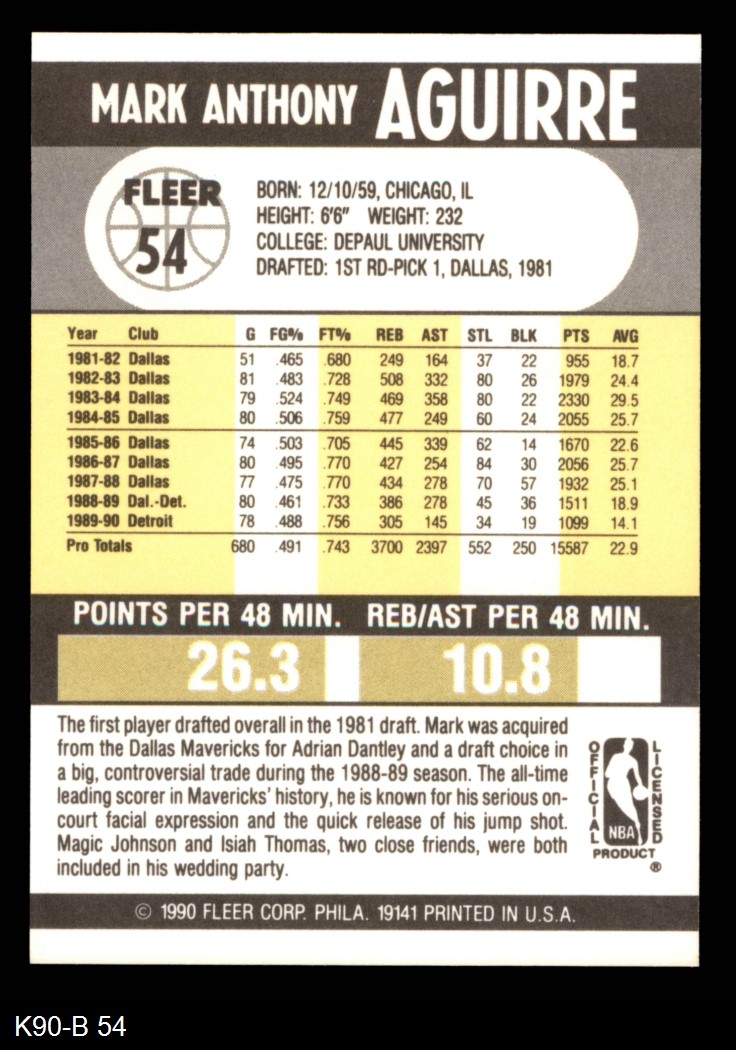 MARK ANTHONY AGUIRRE
FLEER
54
BORN: 12/10/59, CHICAGO, IL
HEIGHT: 6'6" WEIGHT: 232
COLLEGE: DEPAUL UNIVERSITY
DRAFTED: 1ST RD-PICK 1, DALLAS, 1981
Year Club G FG% FT% REB AST STL BLK PTS AVG
1981-82 Dallas 51 .465 .680 249 164 37 22 955 18.7
1982-83 Dallas 81 .483 .728 508 332 80 26 1979 24.4
1983-84 Dallas 79 .524 .749 469 358 80 22 2330 29.5
1984-85 Dallas 80 .506 .759 477 249 60 24 2055 25.7
1985-86 Dallas 74 .503 .705 445 339 62 14 1670 22.6
1986-87 Dallas 80 .495 .770 427 254 84 30 2056 25.7
1987-88 Dallas 77 .475 .770 434 278 70 57 1932 25.1
1988-89 Dal.-Det. 80 .461 .733 386 278 45 36 1511 18.9
1989-90 Detroit 78 .488 .756 305 145 34 19 1099 14.1
Pro Totals 680 .491 .743 3700 2397 552 250 15587 22.9
POINTS PER 48 MIN. REB/AST PER 48 MIN.
26.3 10.8
The first player drafted overall in the 1981 draft. Mark was acquired
from the Dallas Mavericks for Adrian Dantley and a draft choice in
a big, controversial trade during the 1988-89 season. The all-time
leading scorer in Mavericks' history, he is known for his serious on-
court facial expression and the quick release of his jump shot.
Magic Johnson and Isiah Thomas, two close friends, were both
included in his wedding party.
OFFICIAL
LICENSED
NBA
PRODUCT
®
© 1990 FLEER CORP. PHILA. 19141 PRINTED IN U.S.A.
K90-B 54